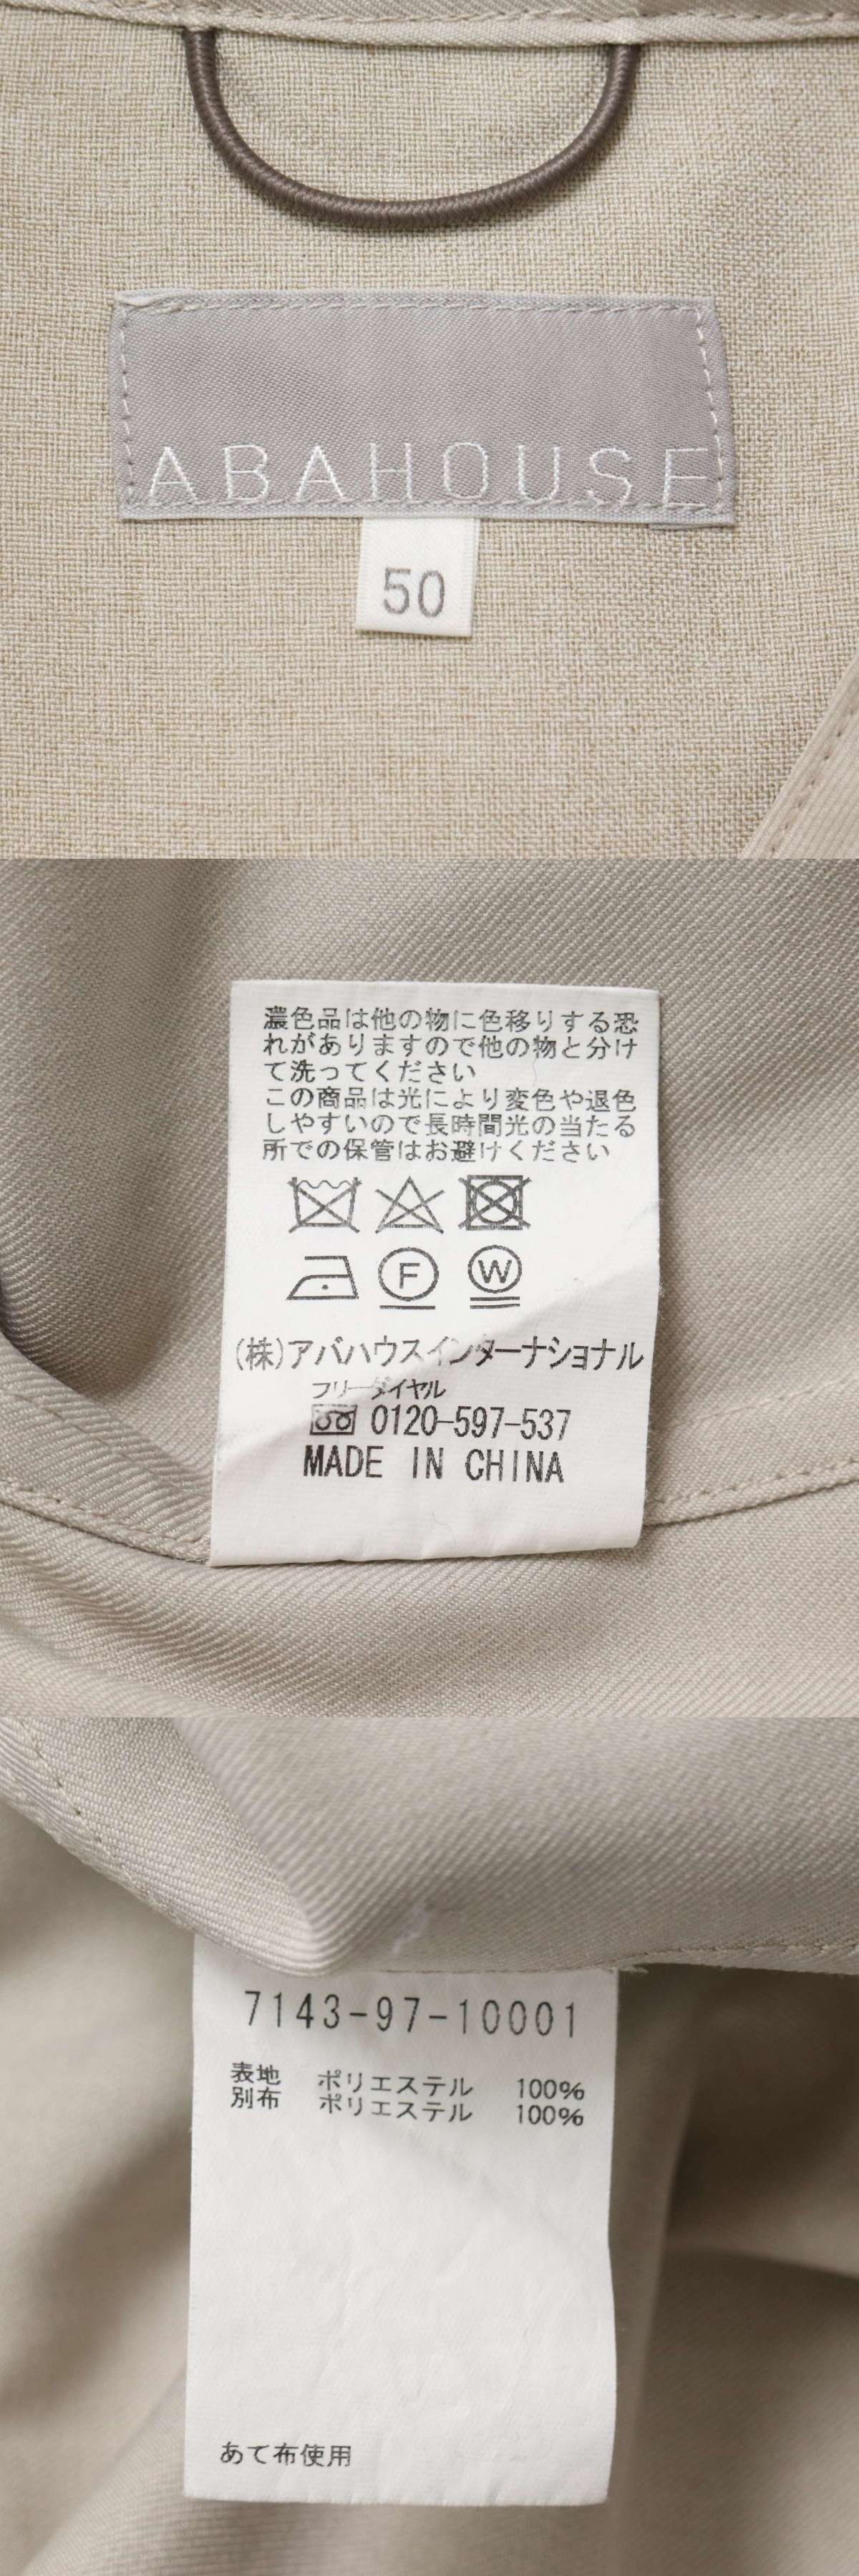 ABAHOUSE
50
濃色品は他の物に色移りする恐
れがありますので他の物と分け
て洗ってください
この商品は光により変色や退色
しやすいので長時間光の当たる
所での保管はお避けください
F W
(株)アバハウスインターナショナル
フリーダイヤル
0120-597-537
MADE IN CHINA
7143-97-10001
表地 ポリエステル 100%
別布 ポリエステル 100%
あて布使用